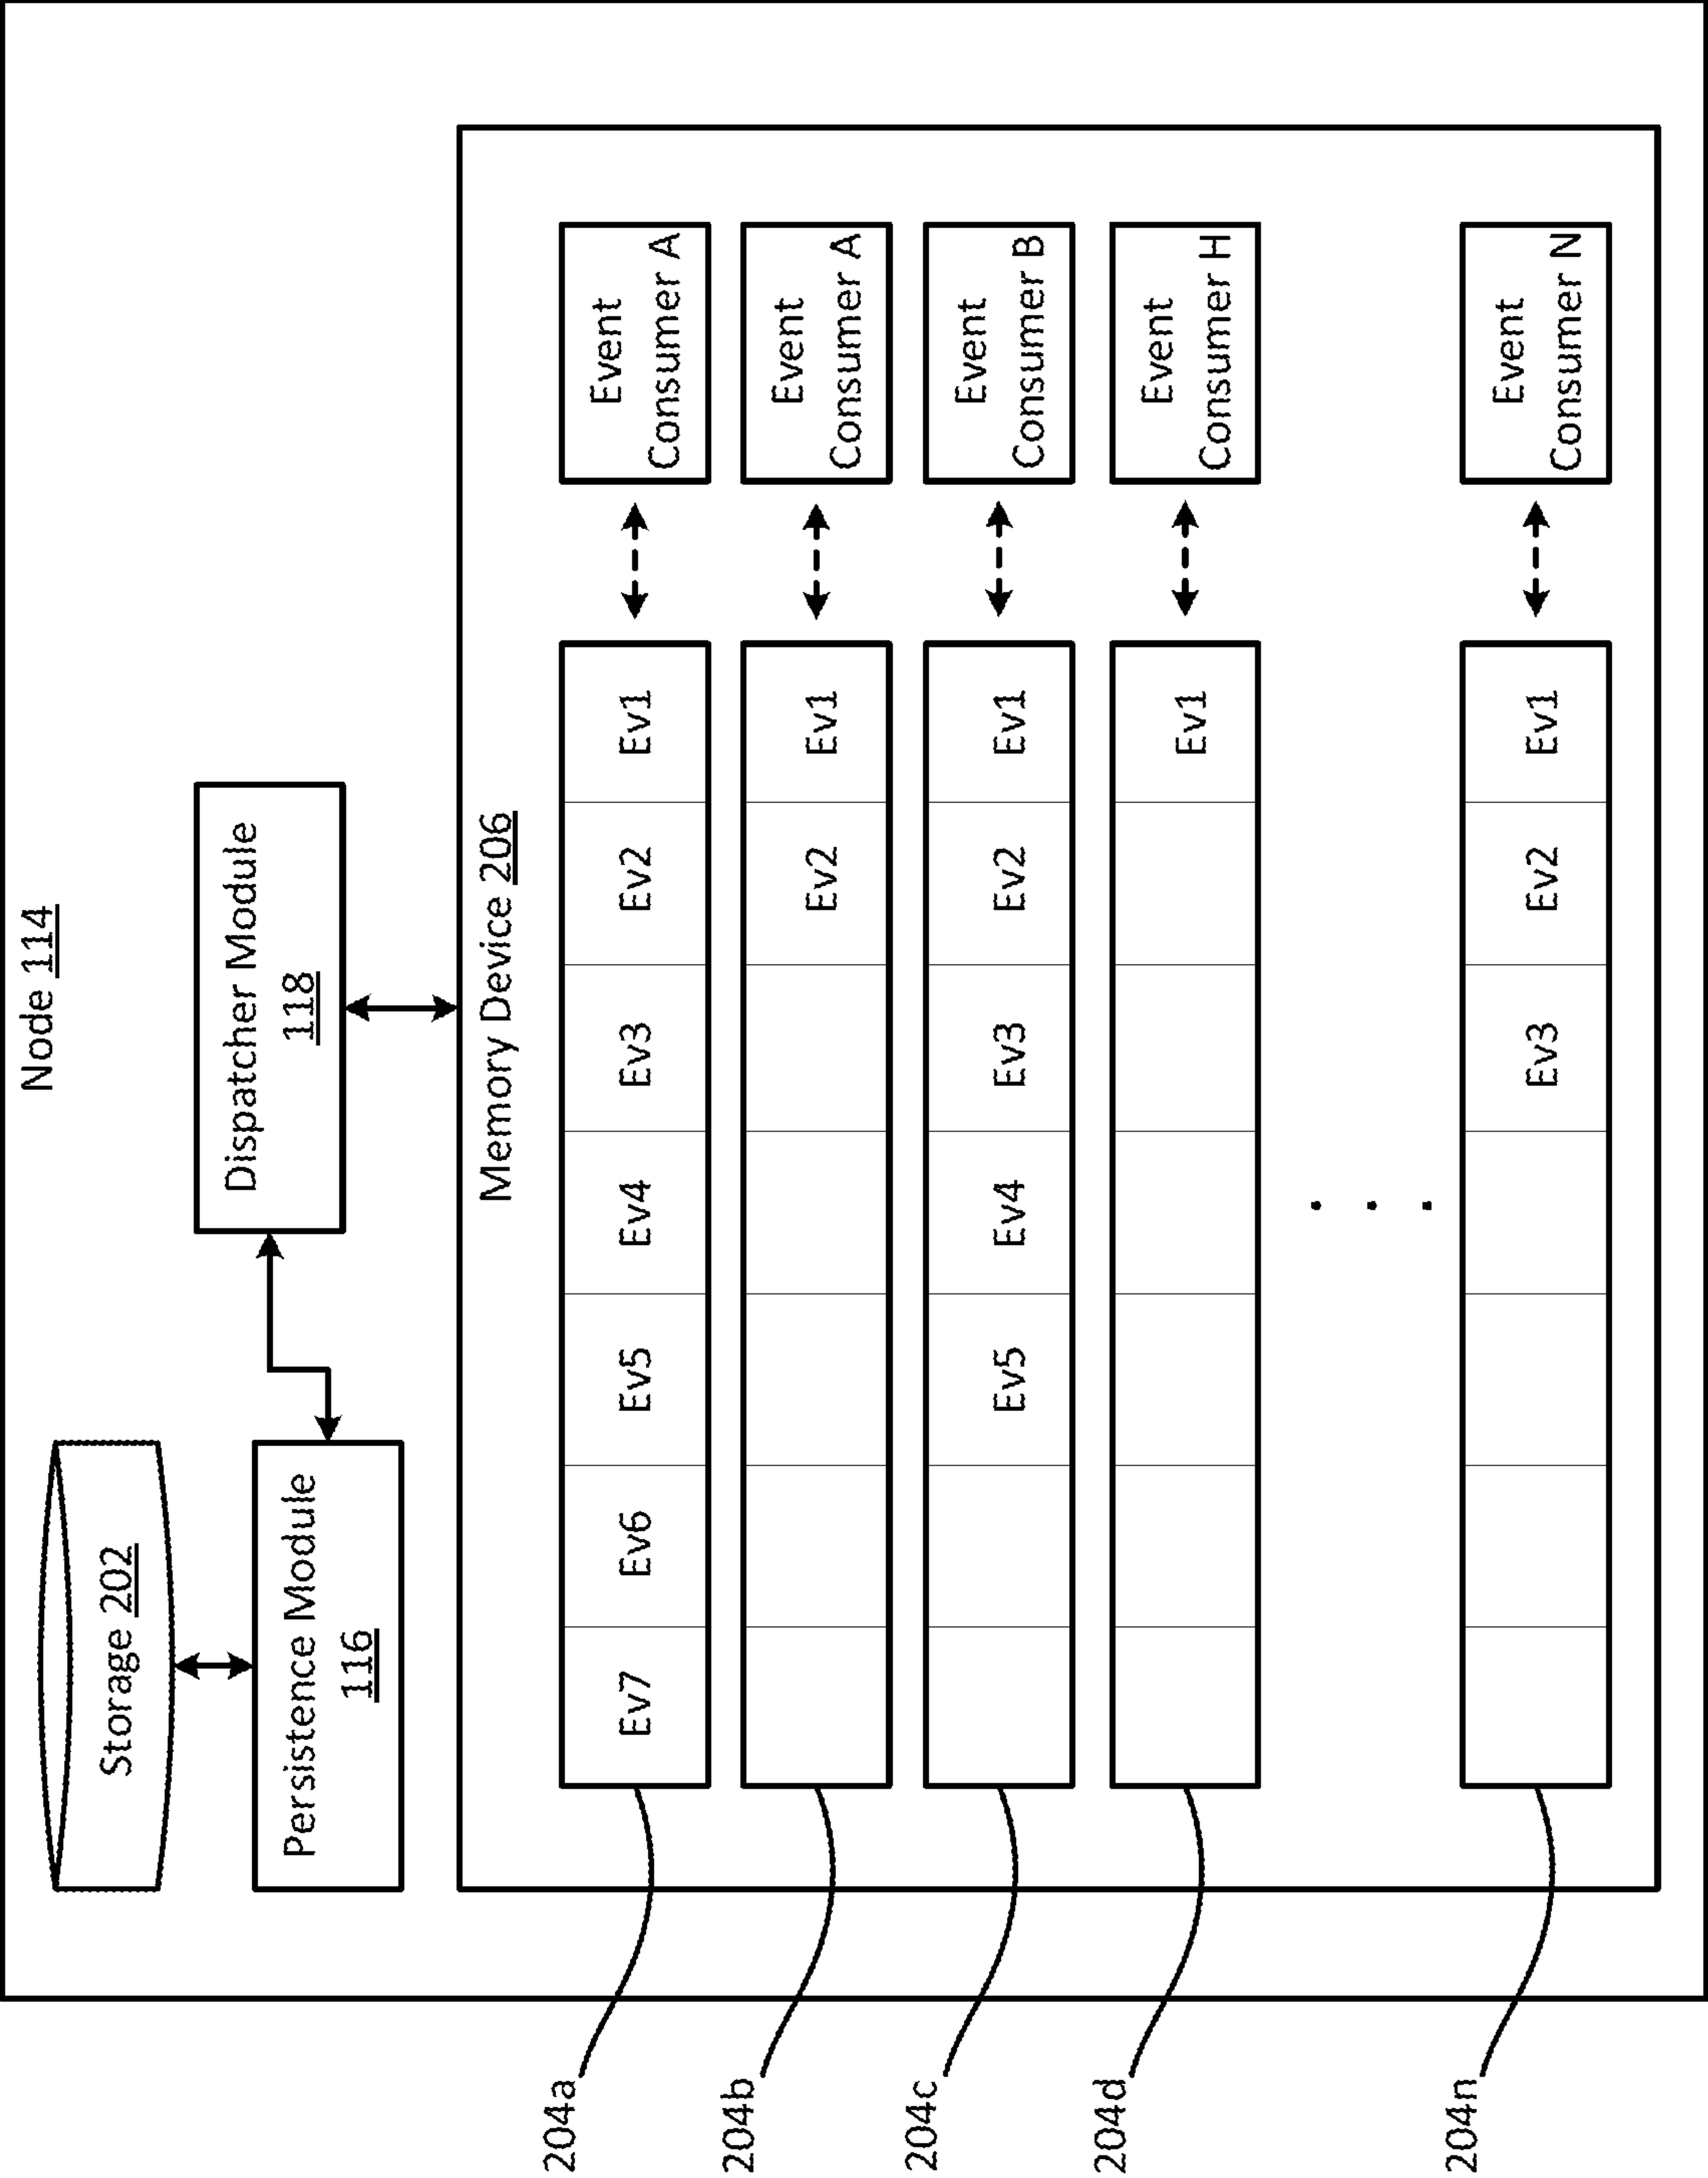 Node 114
Storage 202
Persistence Module
116
Dispatcher Module
118
Memory Device 206
204a
Ev7 Ev6 Ev5 Ev4 Ev3 Ev2 Ev1
Event
Consumer A
204b
Ev2 Ev1
Event
Consumer A
204c
Ev5 Ev4 Ev3 Ev2 Ev1
Event
Consumer B
204d
Ev1
Event
Consumer H
. . .
204n
Ev3 Ev2 Ev1
Event
Consumer N